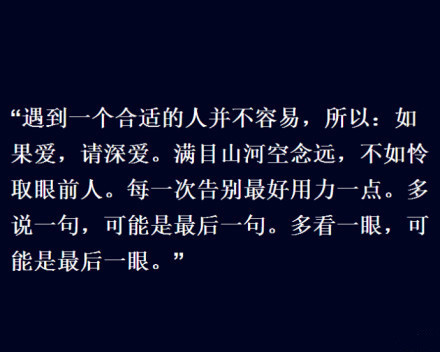 “遇到一个合适的人并不容易，所以：如
果爱，请深爱。满目山河空念远，不如怜
取眼前人。每一次告别最好用力一点。多
说一句，可能是最后一句。多看一眼，可
能是最后一眼。”